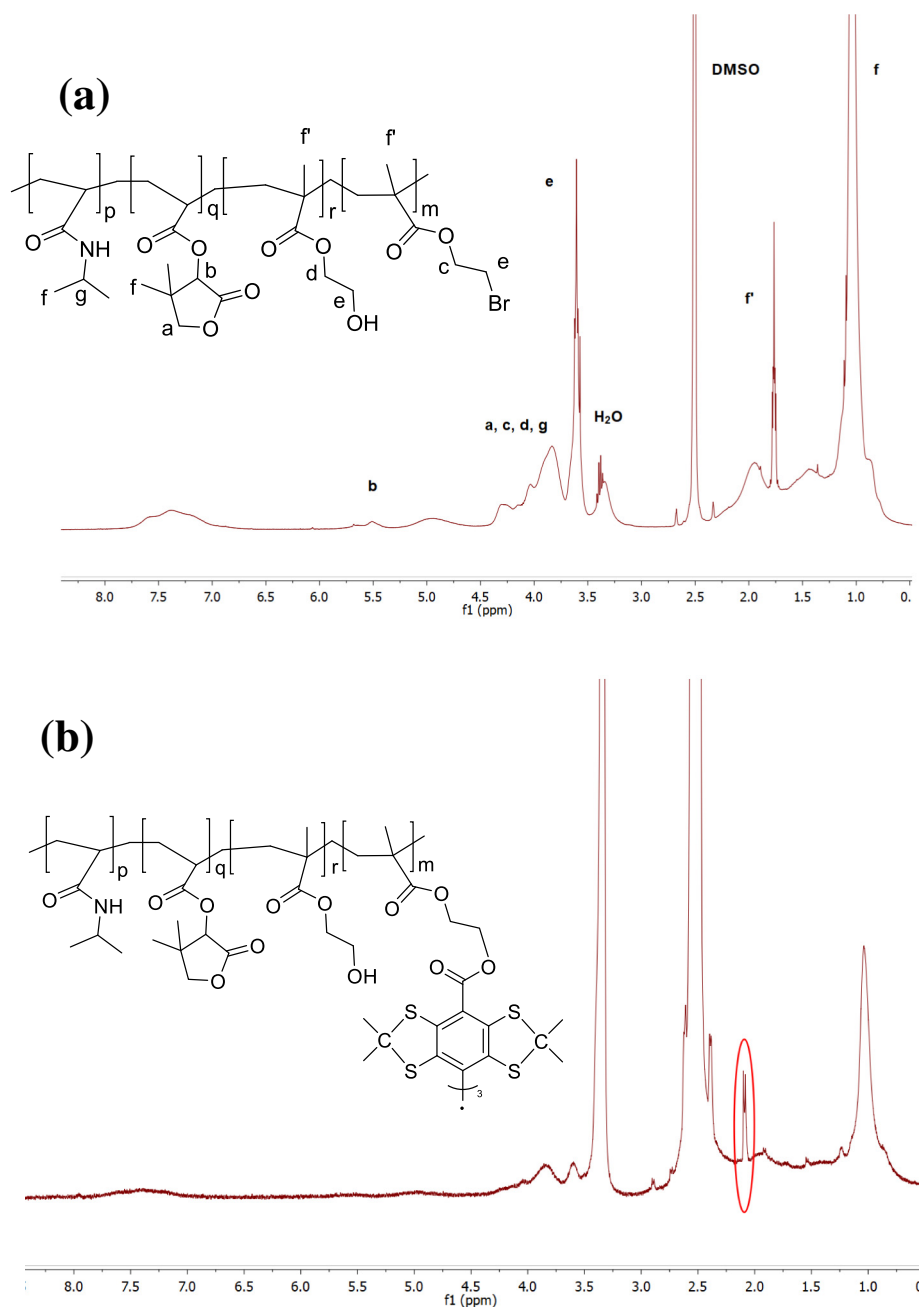 (a)
DMSO
f
f'
f'
e
p
q
r
m
O
NH
O
O
O
O
O
O
f
g
b
f
O
O
a
d
e
OH
c
e
Br
f'
a, c, d, g
H₂O
b
8.0 7.5 7.0 6.5 6.0 5.5 5.0 4.5 4.0 3.5 3.0 2.5 2.0 1.5 1.0 0.
f1 (ppm)
(b)
p
q
r
m
O
NH
O
O
O
O
O
O
O
O
OH
O
O
S
S
C
C
S
S
3
8.0 7.5 7.0 6.5 6.0 5.5 5.0 4.5 4.0 3.5 3.0 2.5 2.0 1.5 1.0 0
f1 (ppm)